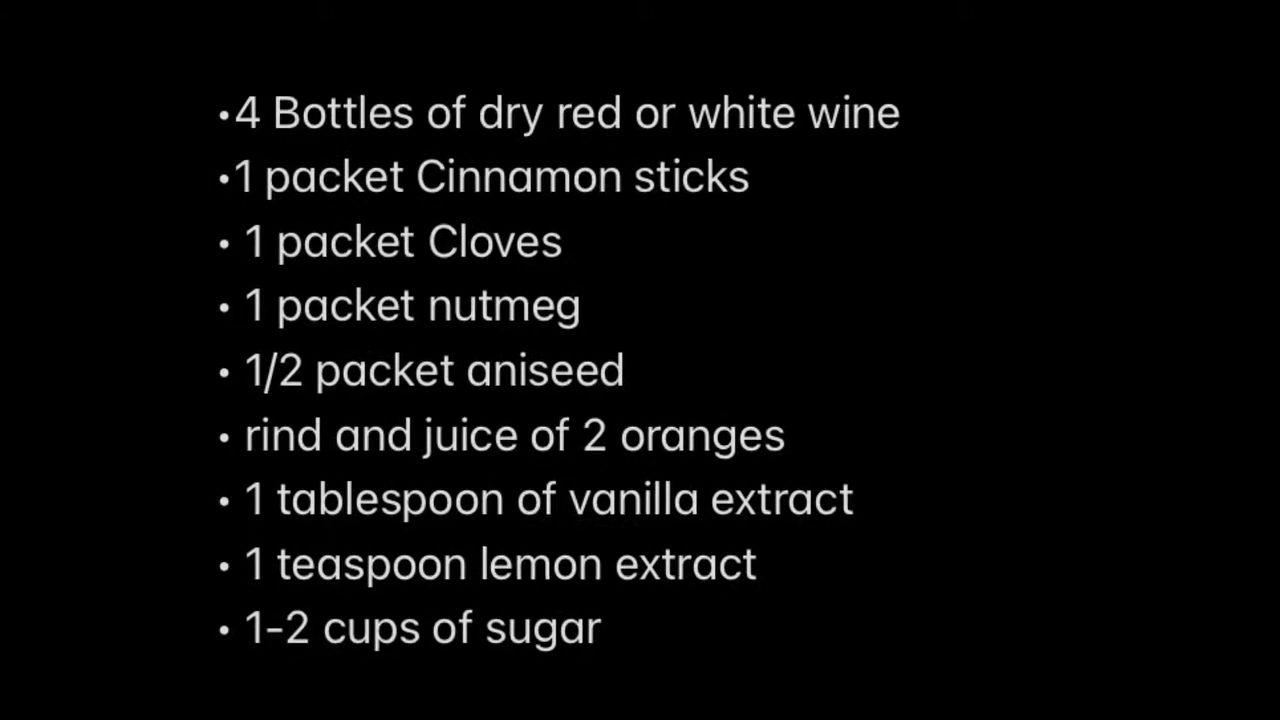 •4 Bottles of dry red or white wine
•1 packet Cinnamon sticks
• 1 packet Cloves
• 1 packet nutmeg
• 1/2 packet aniseed
• rind and juice of 2 oranges
• 1 tablespoon of vanilla extract
• 1 teaspoon lemon extract
• 1-2 cups of sugar